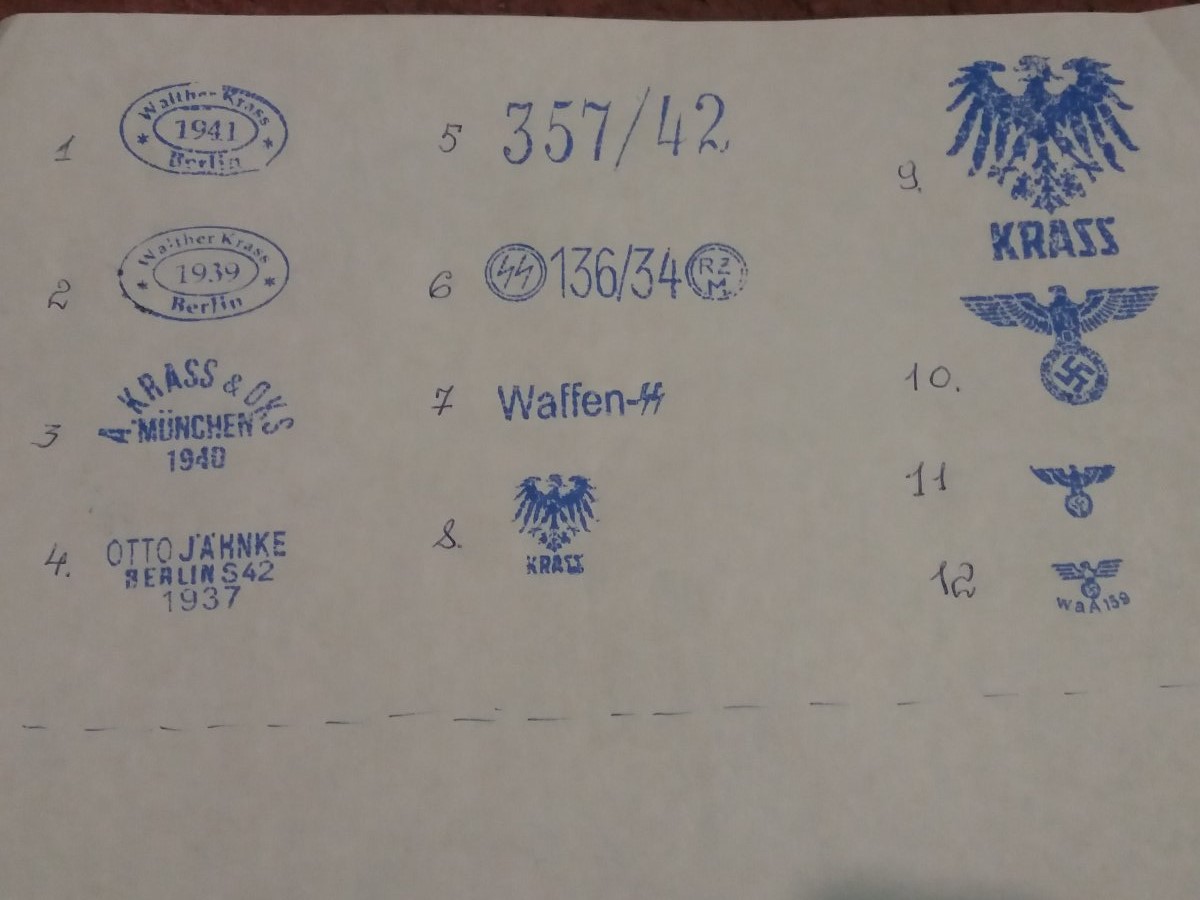 1
Walther Krass
1941
Berlin
2
Walther Krass
1939
Berlin
3
A. KRASS & OKS
MÜNCHEN
1940
4.
OTTO JÄHNKE
BERLIN S42
1937
5
357/42
6
SS 136/34 RZM
7
Waffen-SS
8.
KRASS
9.
KRASS
10.
11
12
WaA159